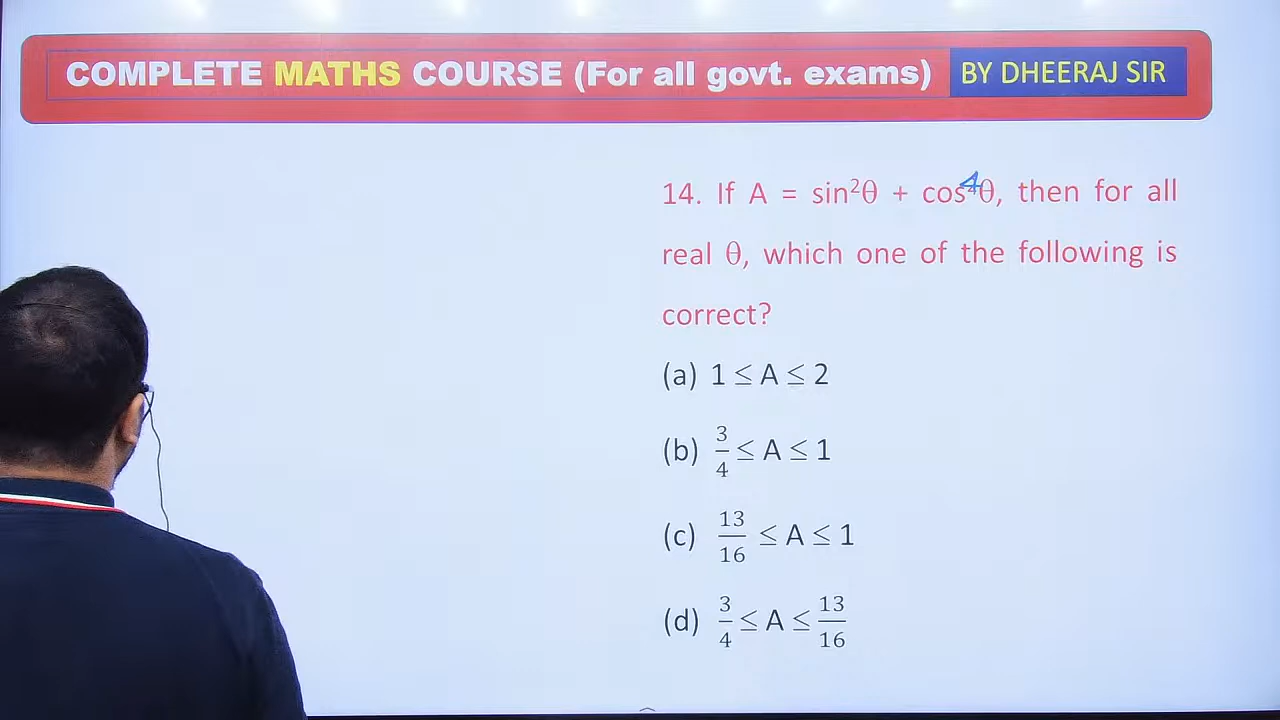 COMPLETE MATHS COURSE (For all govt. exams) BY DHEERAJ SIR
14. If A = sin²θ + cos⁴θ, then for all
real θ, which one of the following is
correct?
(a) 1 ≤ A ≤ 2
(b) 3/4 ≤ A ≤ 1
(c) 13/16 ≤ A ≤ 1
(d) 3/4 ≤ A ≤ 13/16